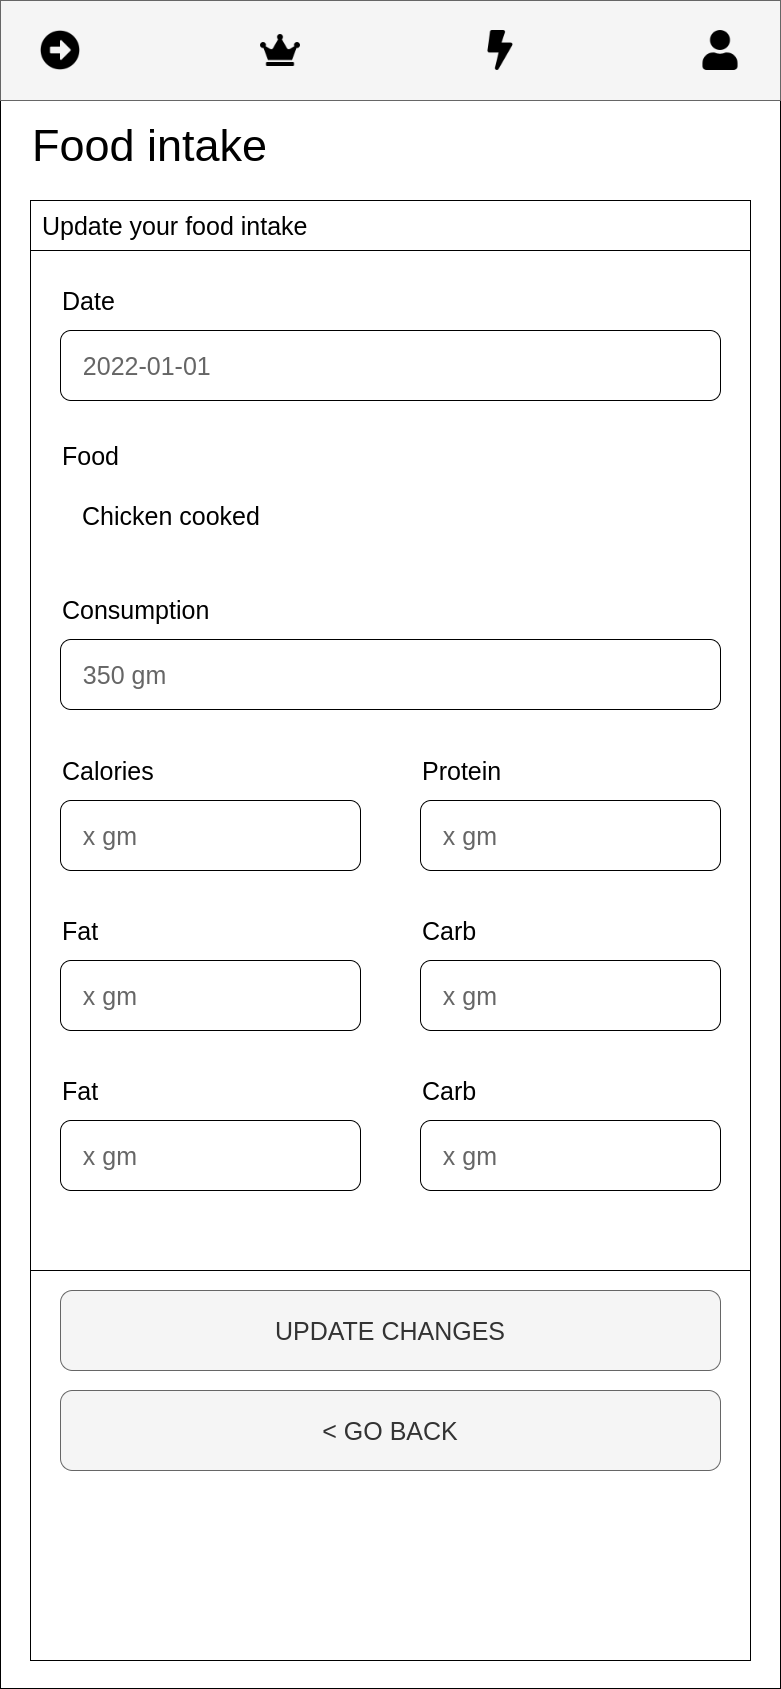 Food intake
Update your food intake
Date
2022-01-01
Food
Chicken cooked
Consumption
350 gm
Calories
Protein
x gm
x gm
Fat
Carb
x gm
x gm
Fat
Carb
x gm
x gm
UPDATE CHANGES
< GO BACK